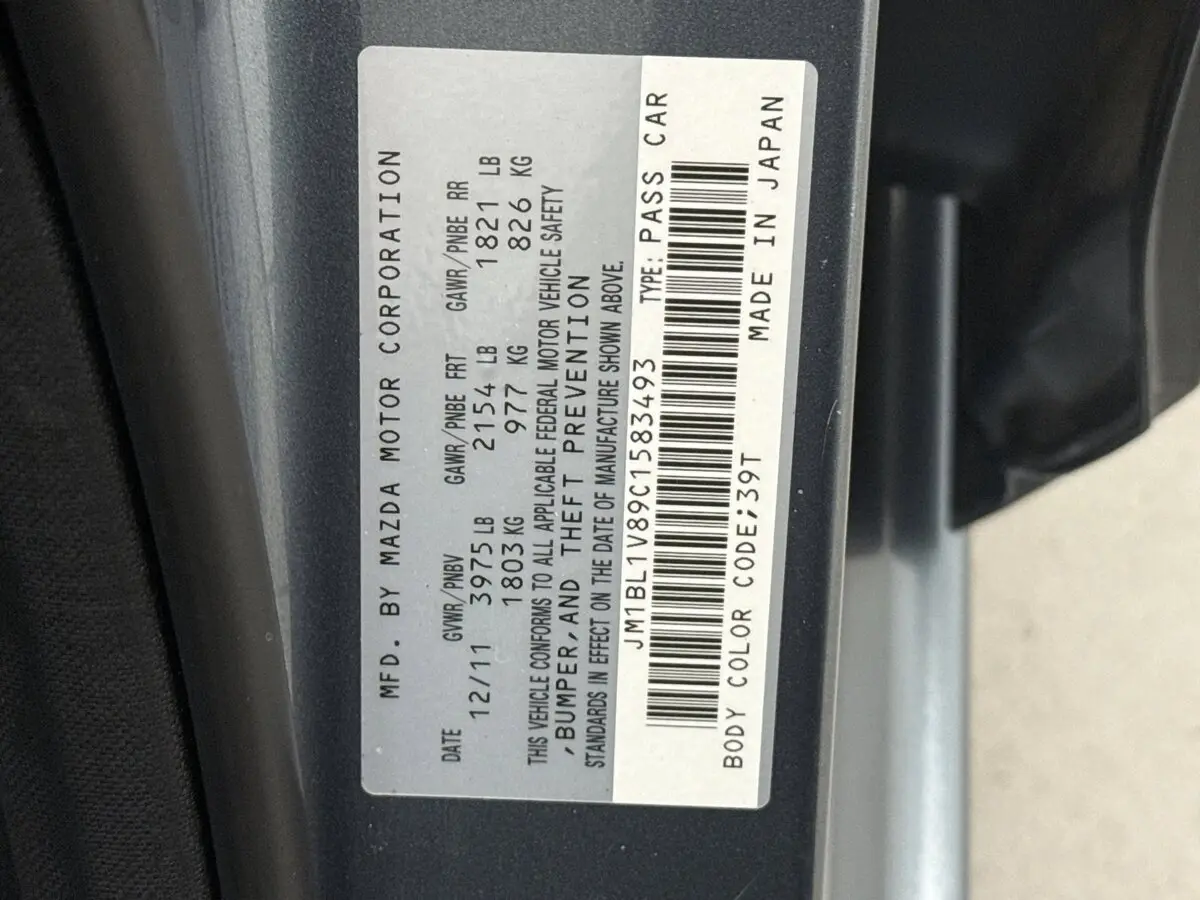 MFD. BY MAZDA MOTOR CORPORATION
DATE GVWR/PNBV GAWR/PNBE FRT GAWR/PNBE RR
12/11 3975 LB 2154 LB 1821 LB
1803 KG 977 KG 826 KG
THIS VEHICLE CONFORMS TO ALL APPLICABLE FEDERAL MOTOR VEHICLE SAFETY
,BUMPER,AND THEFT PREVENTION
STANDARDS IN EFFECT ON THE DATE OF MANUFACTURE SHOWN ABOVE.
JM1BL1V89C1583493 TYPE: PASS CAR
BODY COLOR CODE;39T MADE IN JAPAN